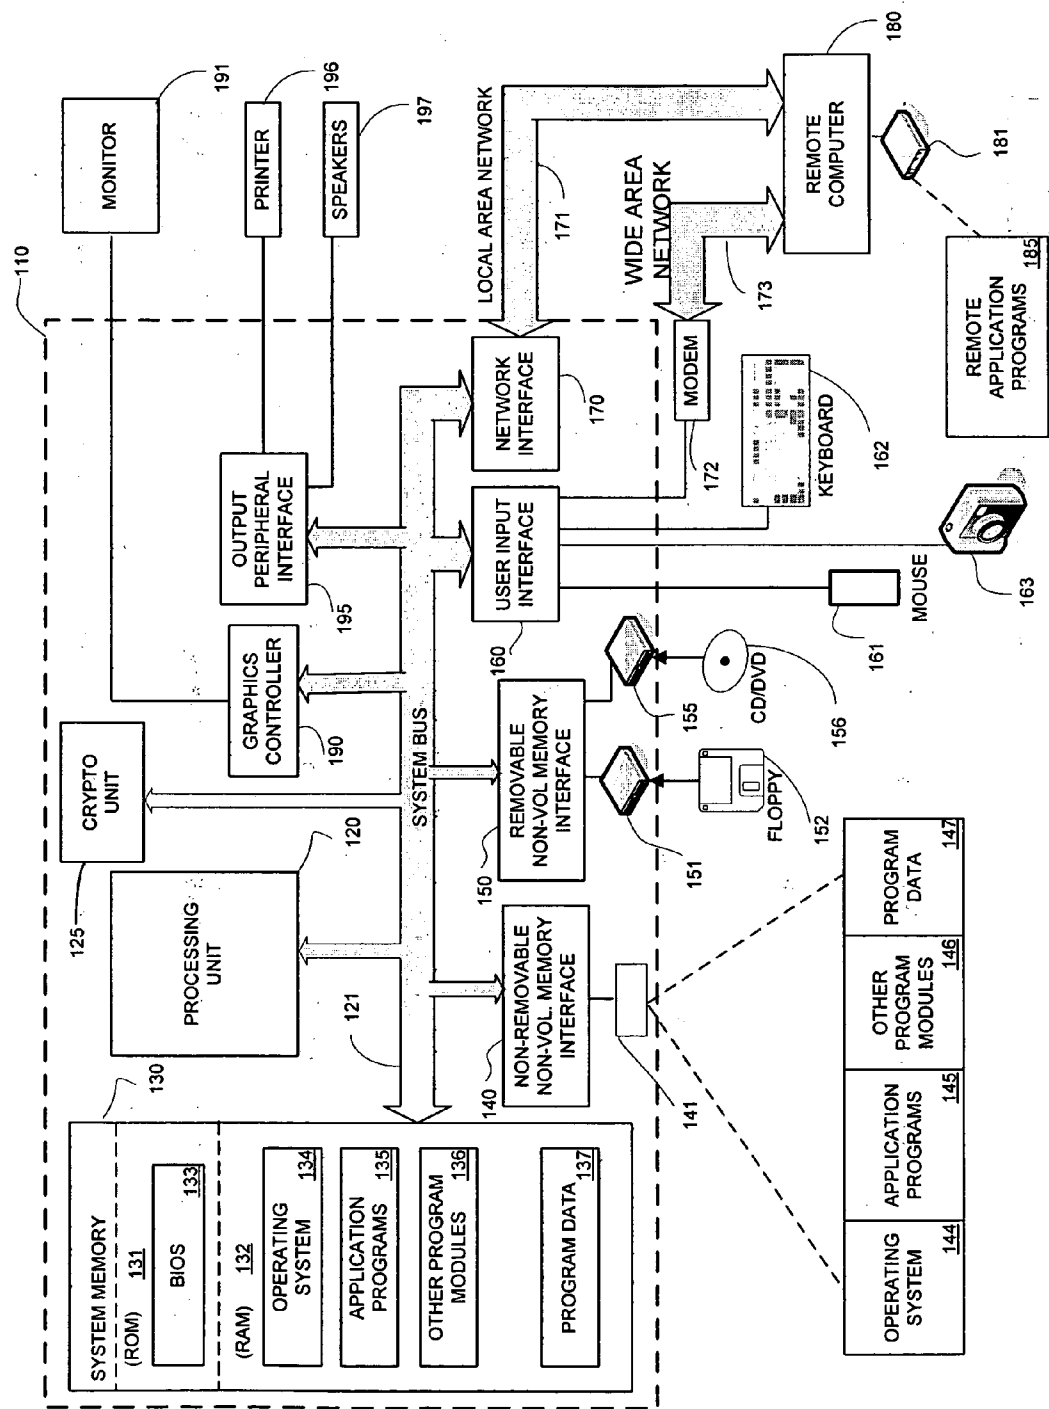 110
SYSTEM MEMORY
(ROM) 131
BIOS
133
(RAM) 132
OPERATING
SYSTEM
134
APPLICATION
PROGRAMS
135
OTHER PROGRAM
MODULES
136
PROGRAM DATA
137
130
PROCESSING
UNIT
120
121
CRYPTO
UNIT
125
GRAPHICS
CONTROLLER
190
OUTPUT
PERIPHERAL
INTERFACE
195
MONITOR
191
PRINTER
196
SPEAKERS
197
SYSTEM BUS
NON-REMOVABLE
NON-VOL. MEMORY
INTERFACE
140
141
REMOVABLE
NON-VOL MEMORY
INTERFACE
150
151
155
USER INPUT
INTERFACE
160
NETWORK
INTERFACE
170
LOCAL AREA NETWORK
171
WIDE AREA
NETWORK
173
MODEM
172
KEYBOARD
162
MOUSE
161
163
FLOPPY
152
CD/DVD
156
REMOTE
COMPUTER
180
181
REMOTE
APPLICATION
PROGRAMS
185
OPERATING
SYSTEM
144
APPLICATION
PROGRAMS
145
OTHER
PROGRAM
MODULES
146
PROGRAM
DATA
147